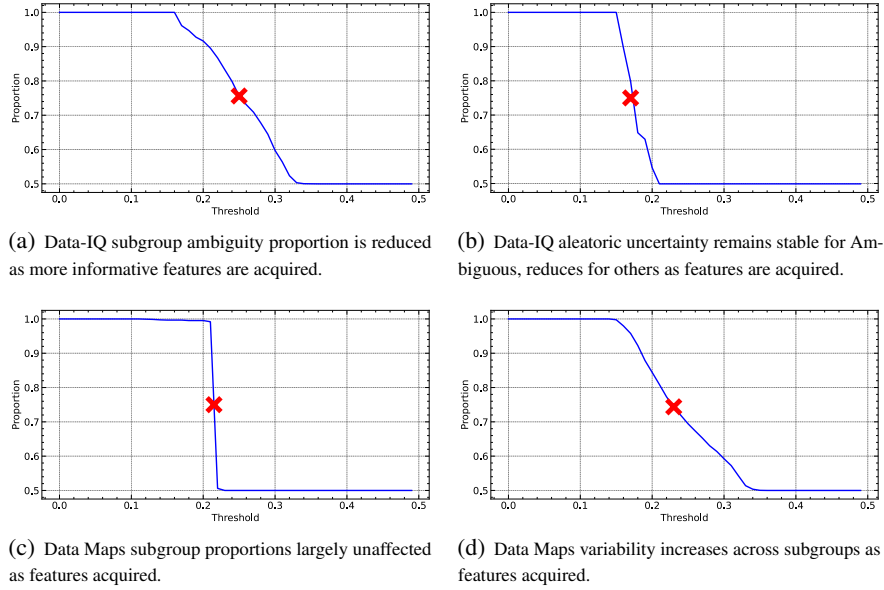 1.0
0.9
0.8
0.7
0.6
0.5
Proportion
0.0 0.1 0.2 0.3 0.4 0.5
Threshold
(a) Data-IQ subgroup ambiguity proportion is reduced
as more informative features are acquired.
1.0
0.9
0.8
0.7
0.6
0.5
Proportion
0.0 0.1 0.2 0.3 0.4 0.5
Threshold
(b) Data-IQ aleatoric uncertainty remains stable for Am-
biguous, reduces for others as features are acquired.
1.0
0.9
0.8
0.7
0.6
0.5
Proportion
0.0 0.1 0.2 0.3 0.4 0.5
Threshold
(c) Data Maps subgroup proportions largely unaffected
as features acquired.
1.0
0.9
0.8
0.7
0.6
0.5
Proportion
0.0 0.1 0.2 0.3 0.4 0.5
Threshold
(d) Data Maps variability increases across subgroups as
features acquired.